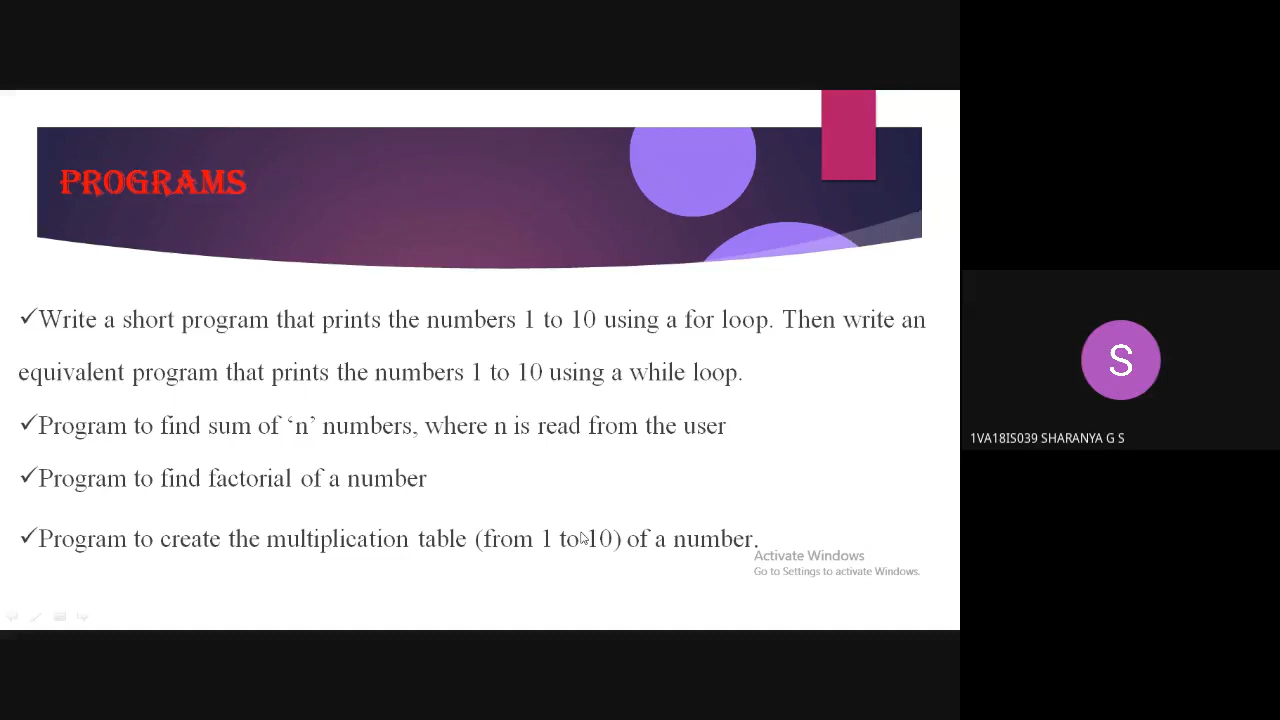 PROGRAMS
✓Write a short program that prints the numbers 1 to 10 using a for loop. Then write an
equivalent program that prints the numbers 1 to 10 using a while loop.
✓Program to find sum of ‘n’ numbers, where n is read from the user
✓Program to find factorial of a number
✓Program to create the multiplication table (from 1 to 10) of a number.
Activate Windows
Go to Settings to activate Windows.
S
1VA18IS039 SHARANYA G S